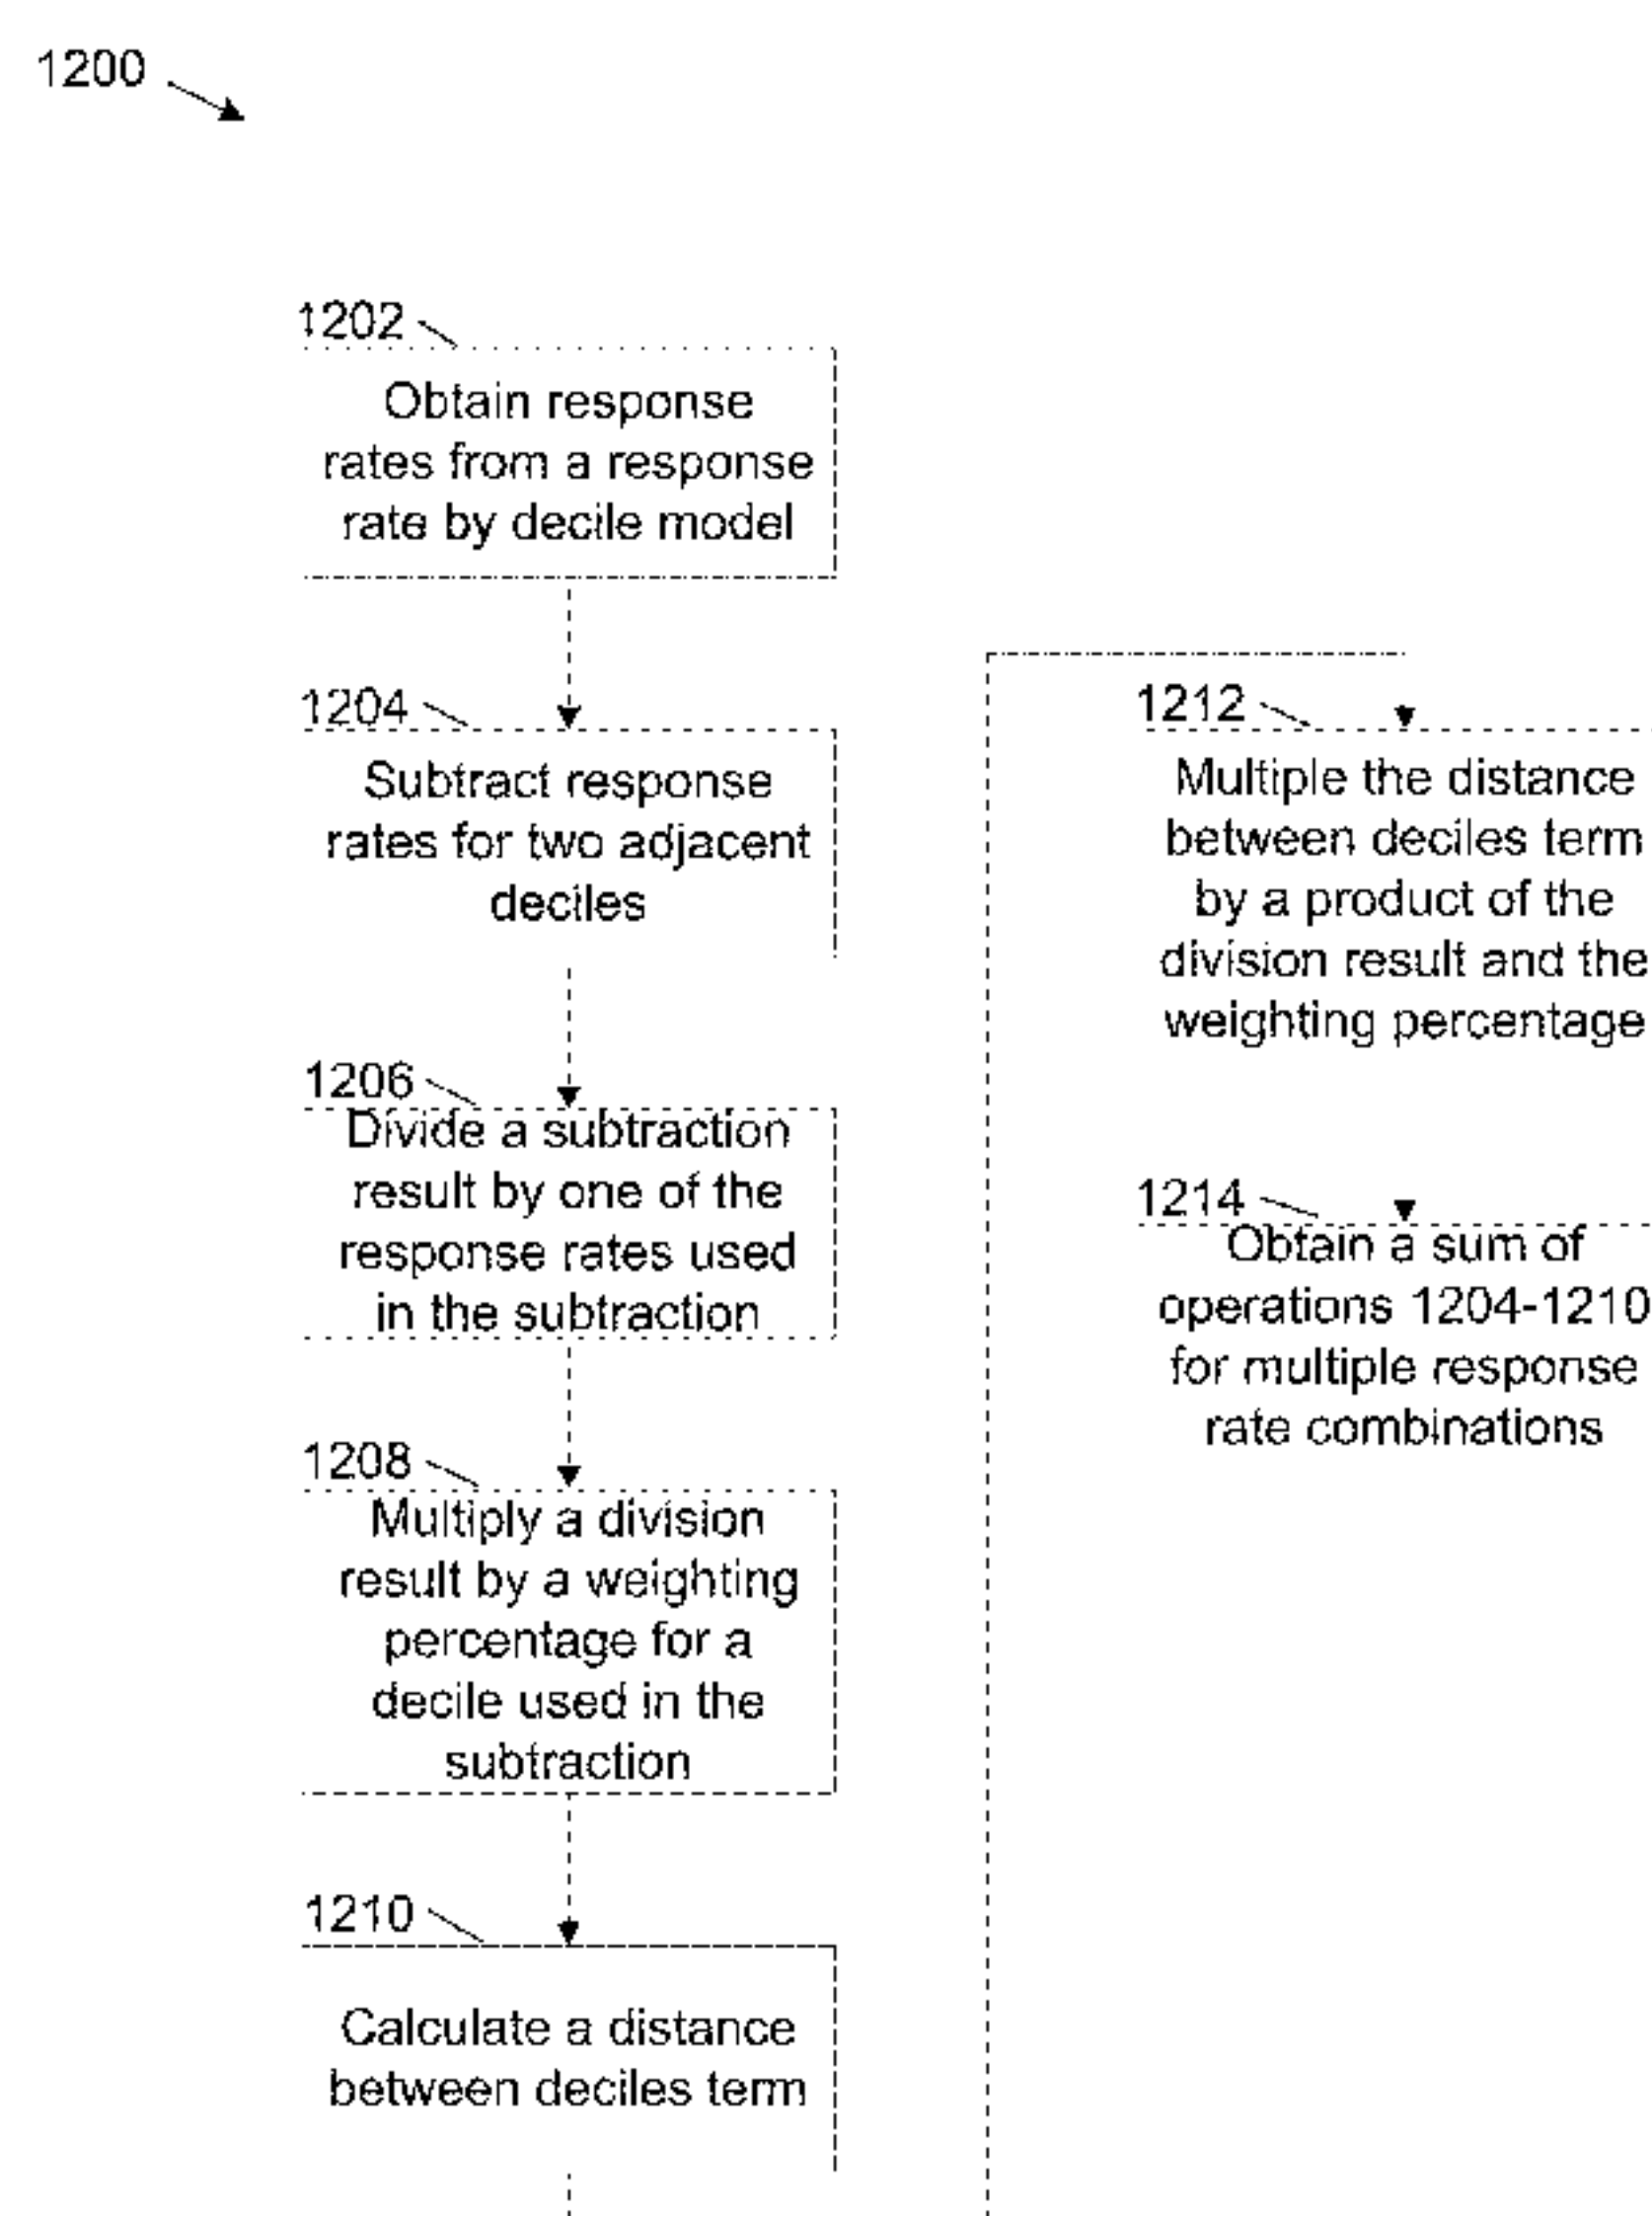 1200
1202
Obtain response
rates from a response
rate by decile model
1204
Subtract response
rates for two adjacent
deciles
1206
Divide a subtraction
result by one of the
response rates used
in the subtraction
1208
Multiply a division
result by a weighting
percentage for a
decile used in the
subtraction
1210
Calculate a distance
between deciles term
1212
Multiple the distance
between deciles term
by a product of the
division result and the
weighting percentage
1214
Obtain a sum of
operations 1204-1210
for multiple response
rate combinations